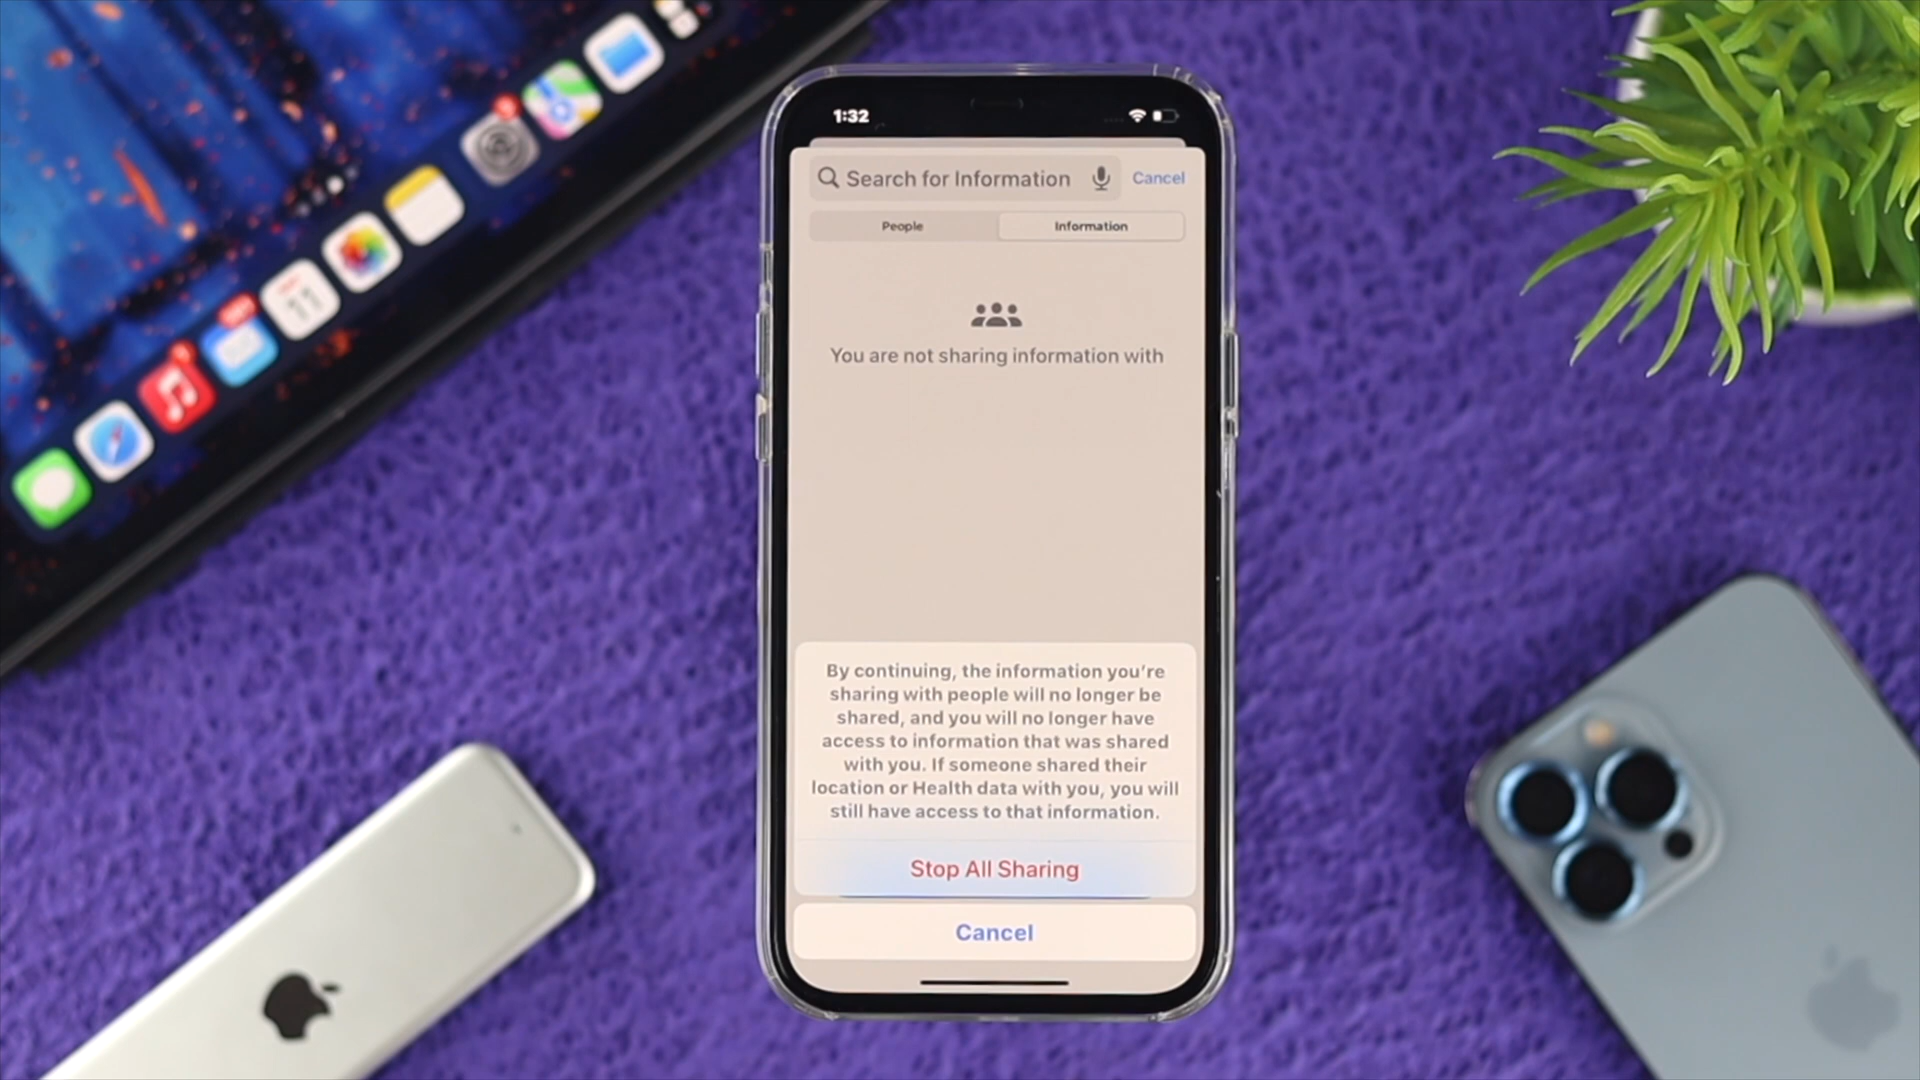 1:32
Search for Information Cancel
People Information
You are not sharing information with
By continuing, the information you're
sharing with people will no longer be
shared, and you will no longer have
access to information that was shared
with you. If someone shared their
location or Health data with you, you will
still have access to that information.
Stop All Sharing
Cancel
11